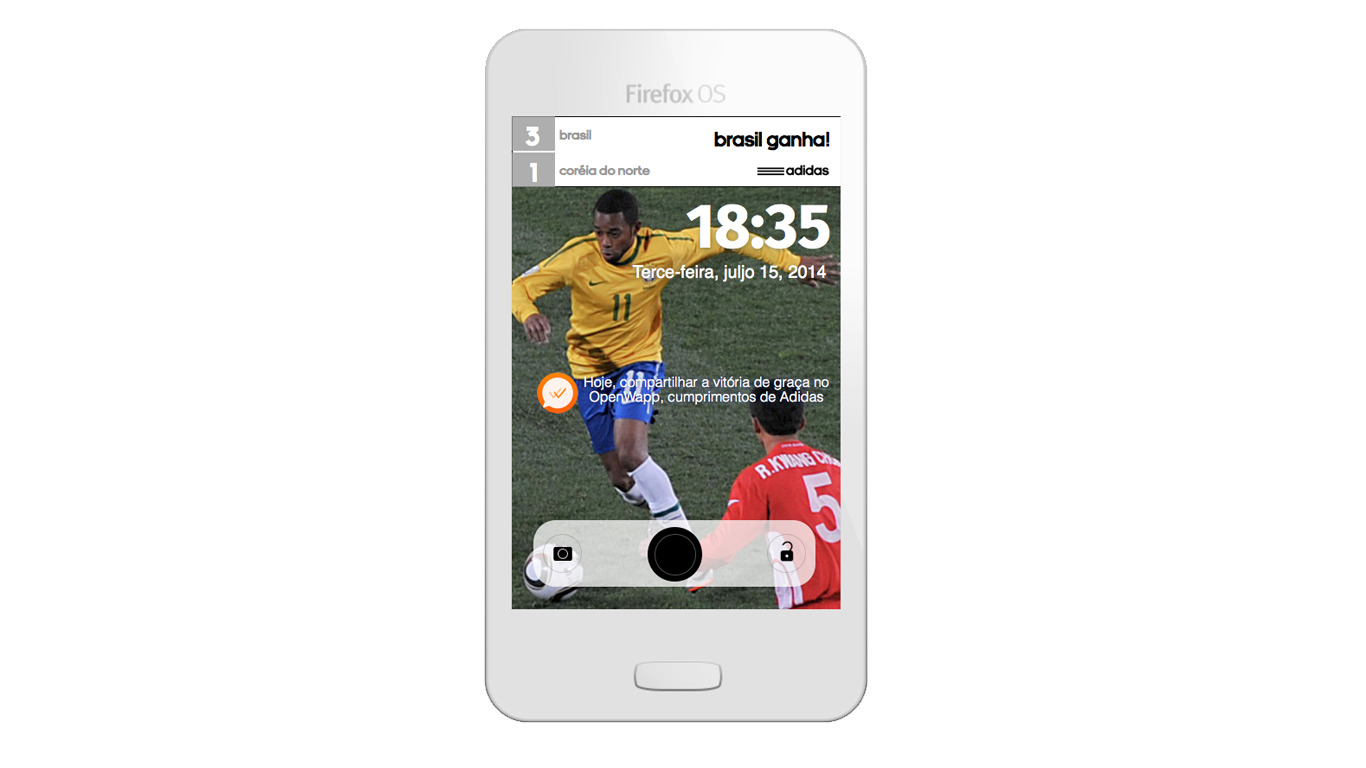 Firefox OS
3 brasil
brasil ganha!
1 coréia do norte
adidas
18:35
Terce-feira, juljo 15, 2014
11
11
Hoje, compartilhar a vitória de graça no
OpenWapp, cumprimentos de Adidas
R.KWANG
5